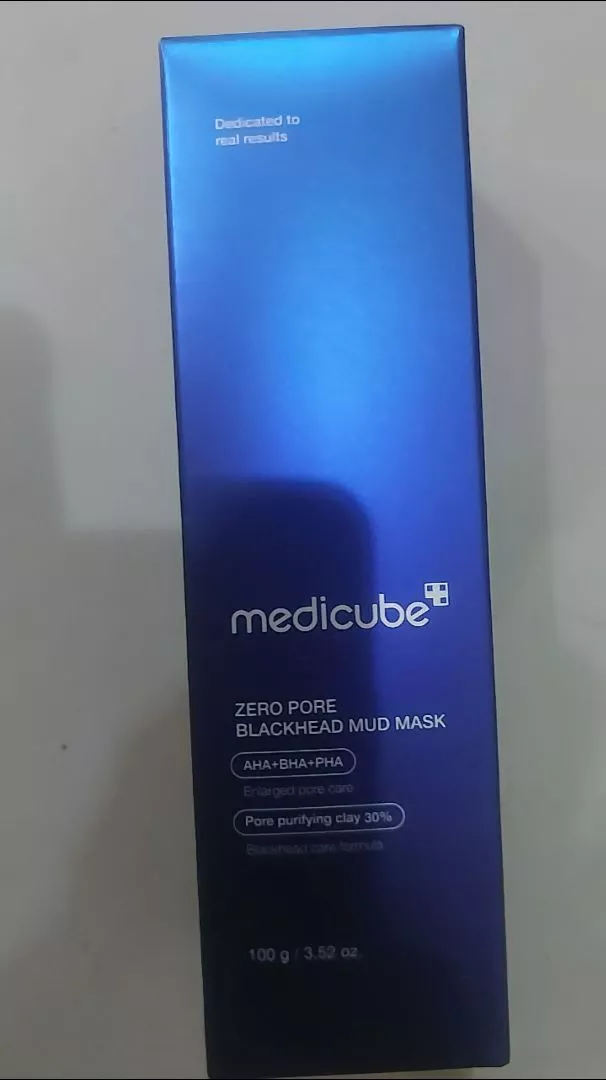 Dedicated to
real results
medicube
ZERO PORE
BLACKHEAD MUD MASK
AHA+BHA+PHA
Enlarged pore care
Pore purifying clay 30%
Blackhead care formula
100 g / 3.52 oz.